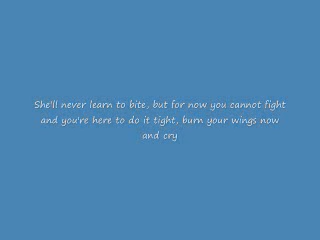 She'll never learn to bite, but for now you cannot fight
and you're here to do it tight, burn your wings now
and cry